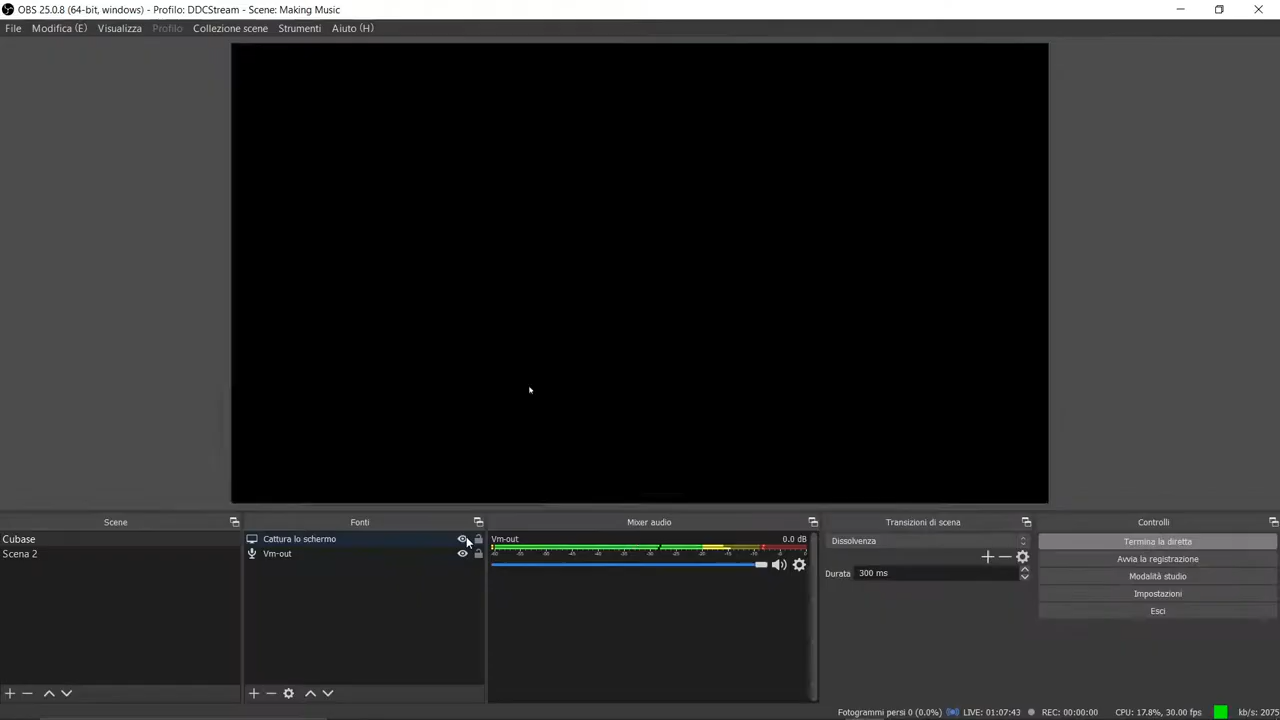 OBS 25.0.8 (64-bit, windows) - Profilo: DDCStream - Scene: Making Music
File Modifica (E) Visualizza Profilo Collezione scene Strumenti Aiuto (H)
Scene
Cubase
Scena 2
Fonti
Cattura lo schermo
Vm-out
Mixer audio
Vm-out 0.0 dB
Transizioni di scena
Dissolvenza
Durata 300 ms
Controlli
Termina la diretta
Avvia la registrazione
Modalità studio
Impostazioni
Esci
Fotogrammi persi 0 (0.0%) LIVE: 01:07:43 REC: 00:00:00 CPU: 17.8%, 30.00 fps kb/s: 2075